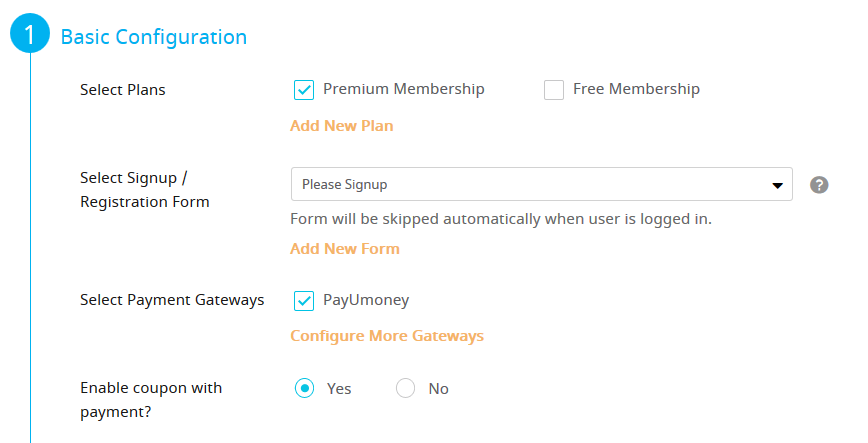 1 Basic Configuration
Select Plans Premium Membership Free Membership
Add New Plan
Select Signup /
Registration Form
Please Signup ?
Form will be skipped automatically when user is logged in.
Add New Form
Select Payment Gateways PayUmoney
Configure More Gateways
Enable coupon with
payment?
Yes No